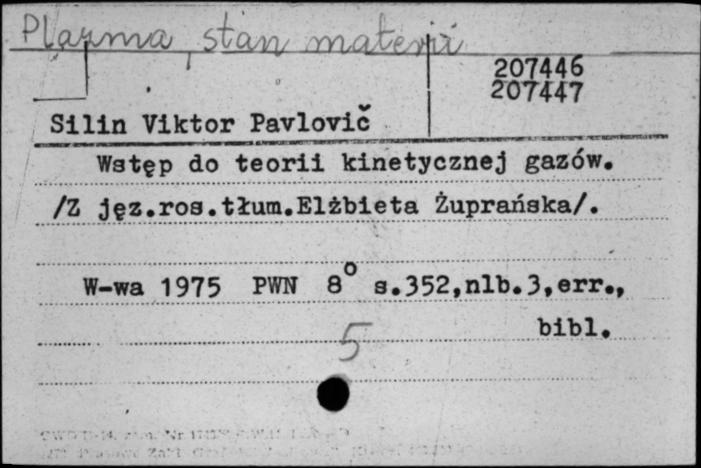 Plazma, stan materii
207446
207447
Silin Viktor Pavlovič
Wstęp do teorii kinetycznej gazów.
/Z jęz.ros.tłum.Elżbieta Żuprańska/.
W-wa 1975 PWN 8° s.352,nlb.3,err.,
bibl.
5